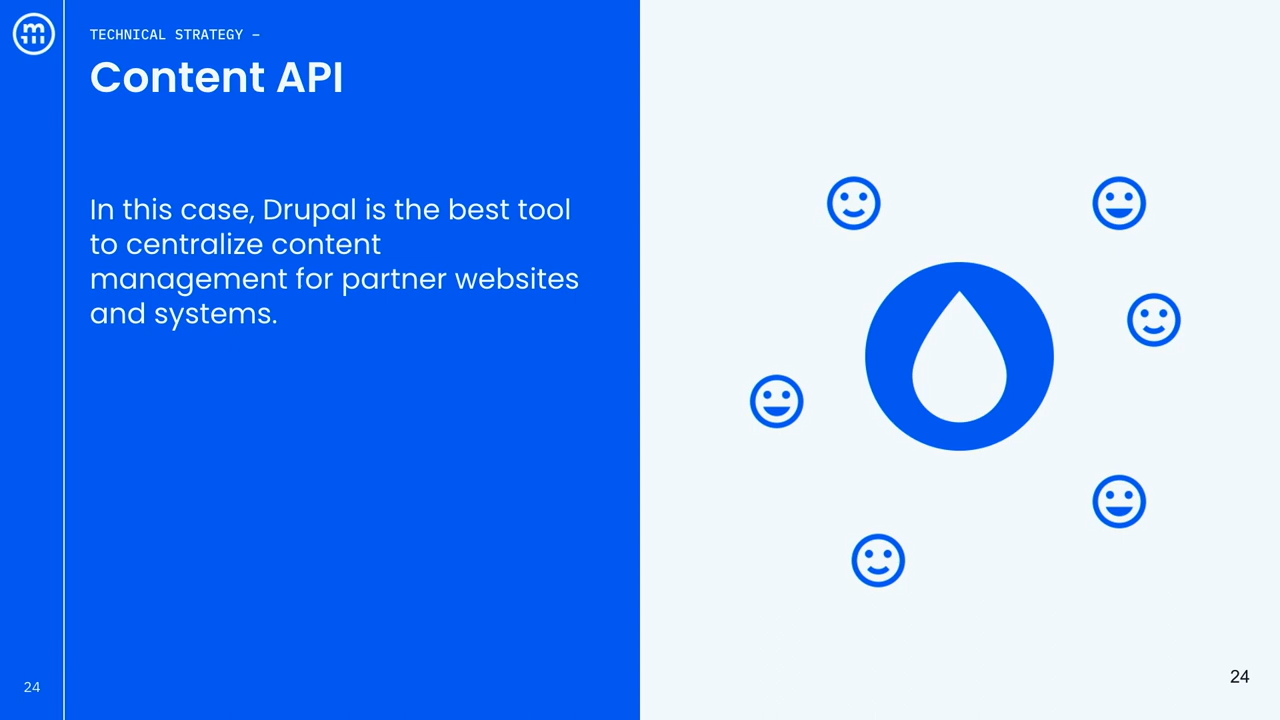 TECHNICAL STRATEGY –
Content API
In this case, Drupal is the best tool
to centralize content
management for partner websites
and systems.
24
24